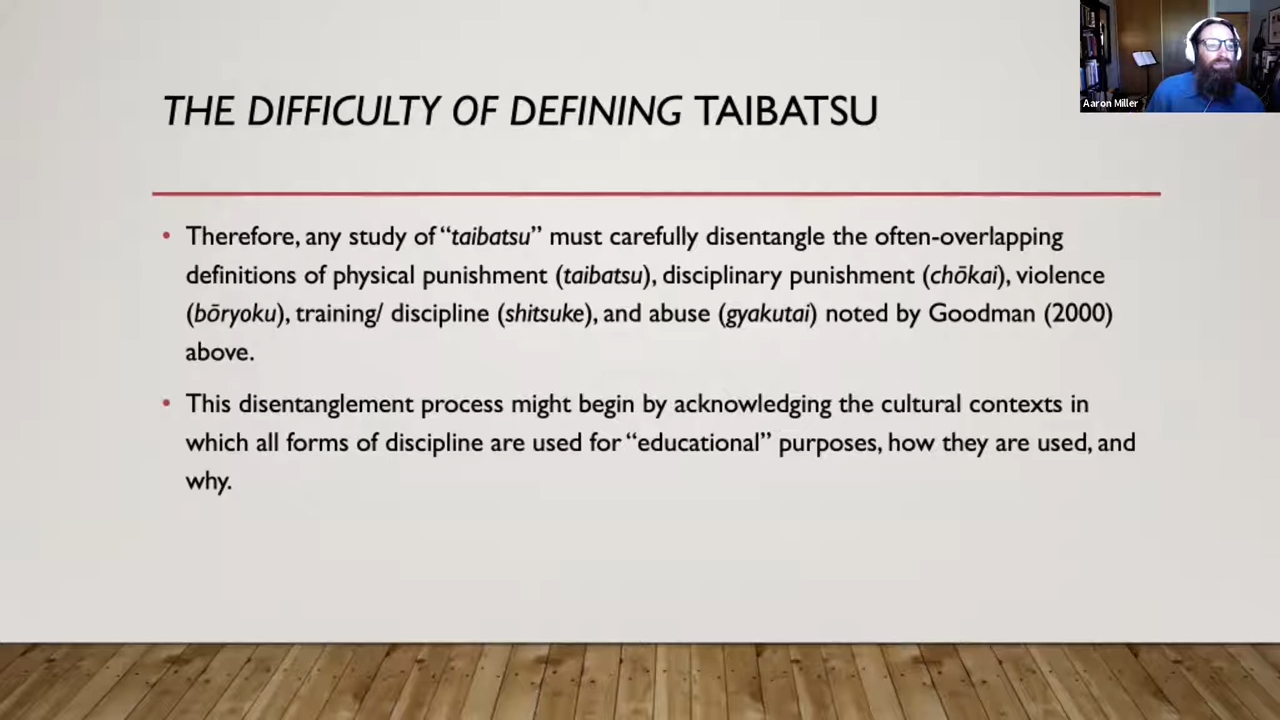 THE DIFFICULTY OF DEFINING TAIBATSU
Aaron Miller
• Therefore, any study of “taibatsu” must carefully disentangle the often-overlapping
definitions of physical punishment (taibatsu), disciplinary punishment (chōkai), violence
(bōryoku), training/ discipline (shitsuke), and abuse (gyakutai) noted by Goodman (2000)
above.
• This disentanglement process might begin by acknowledging the cultural contexts in
which all forms of discipline are used for “educational” purposes, how they are used, and
why.